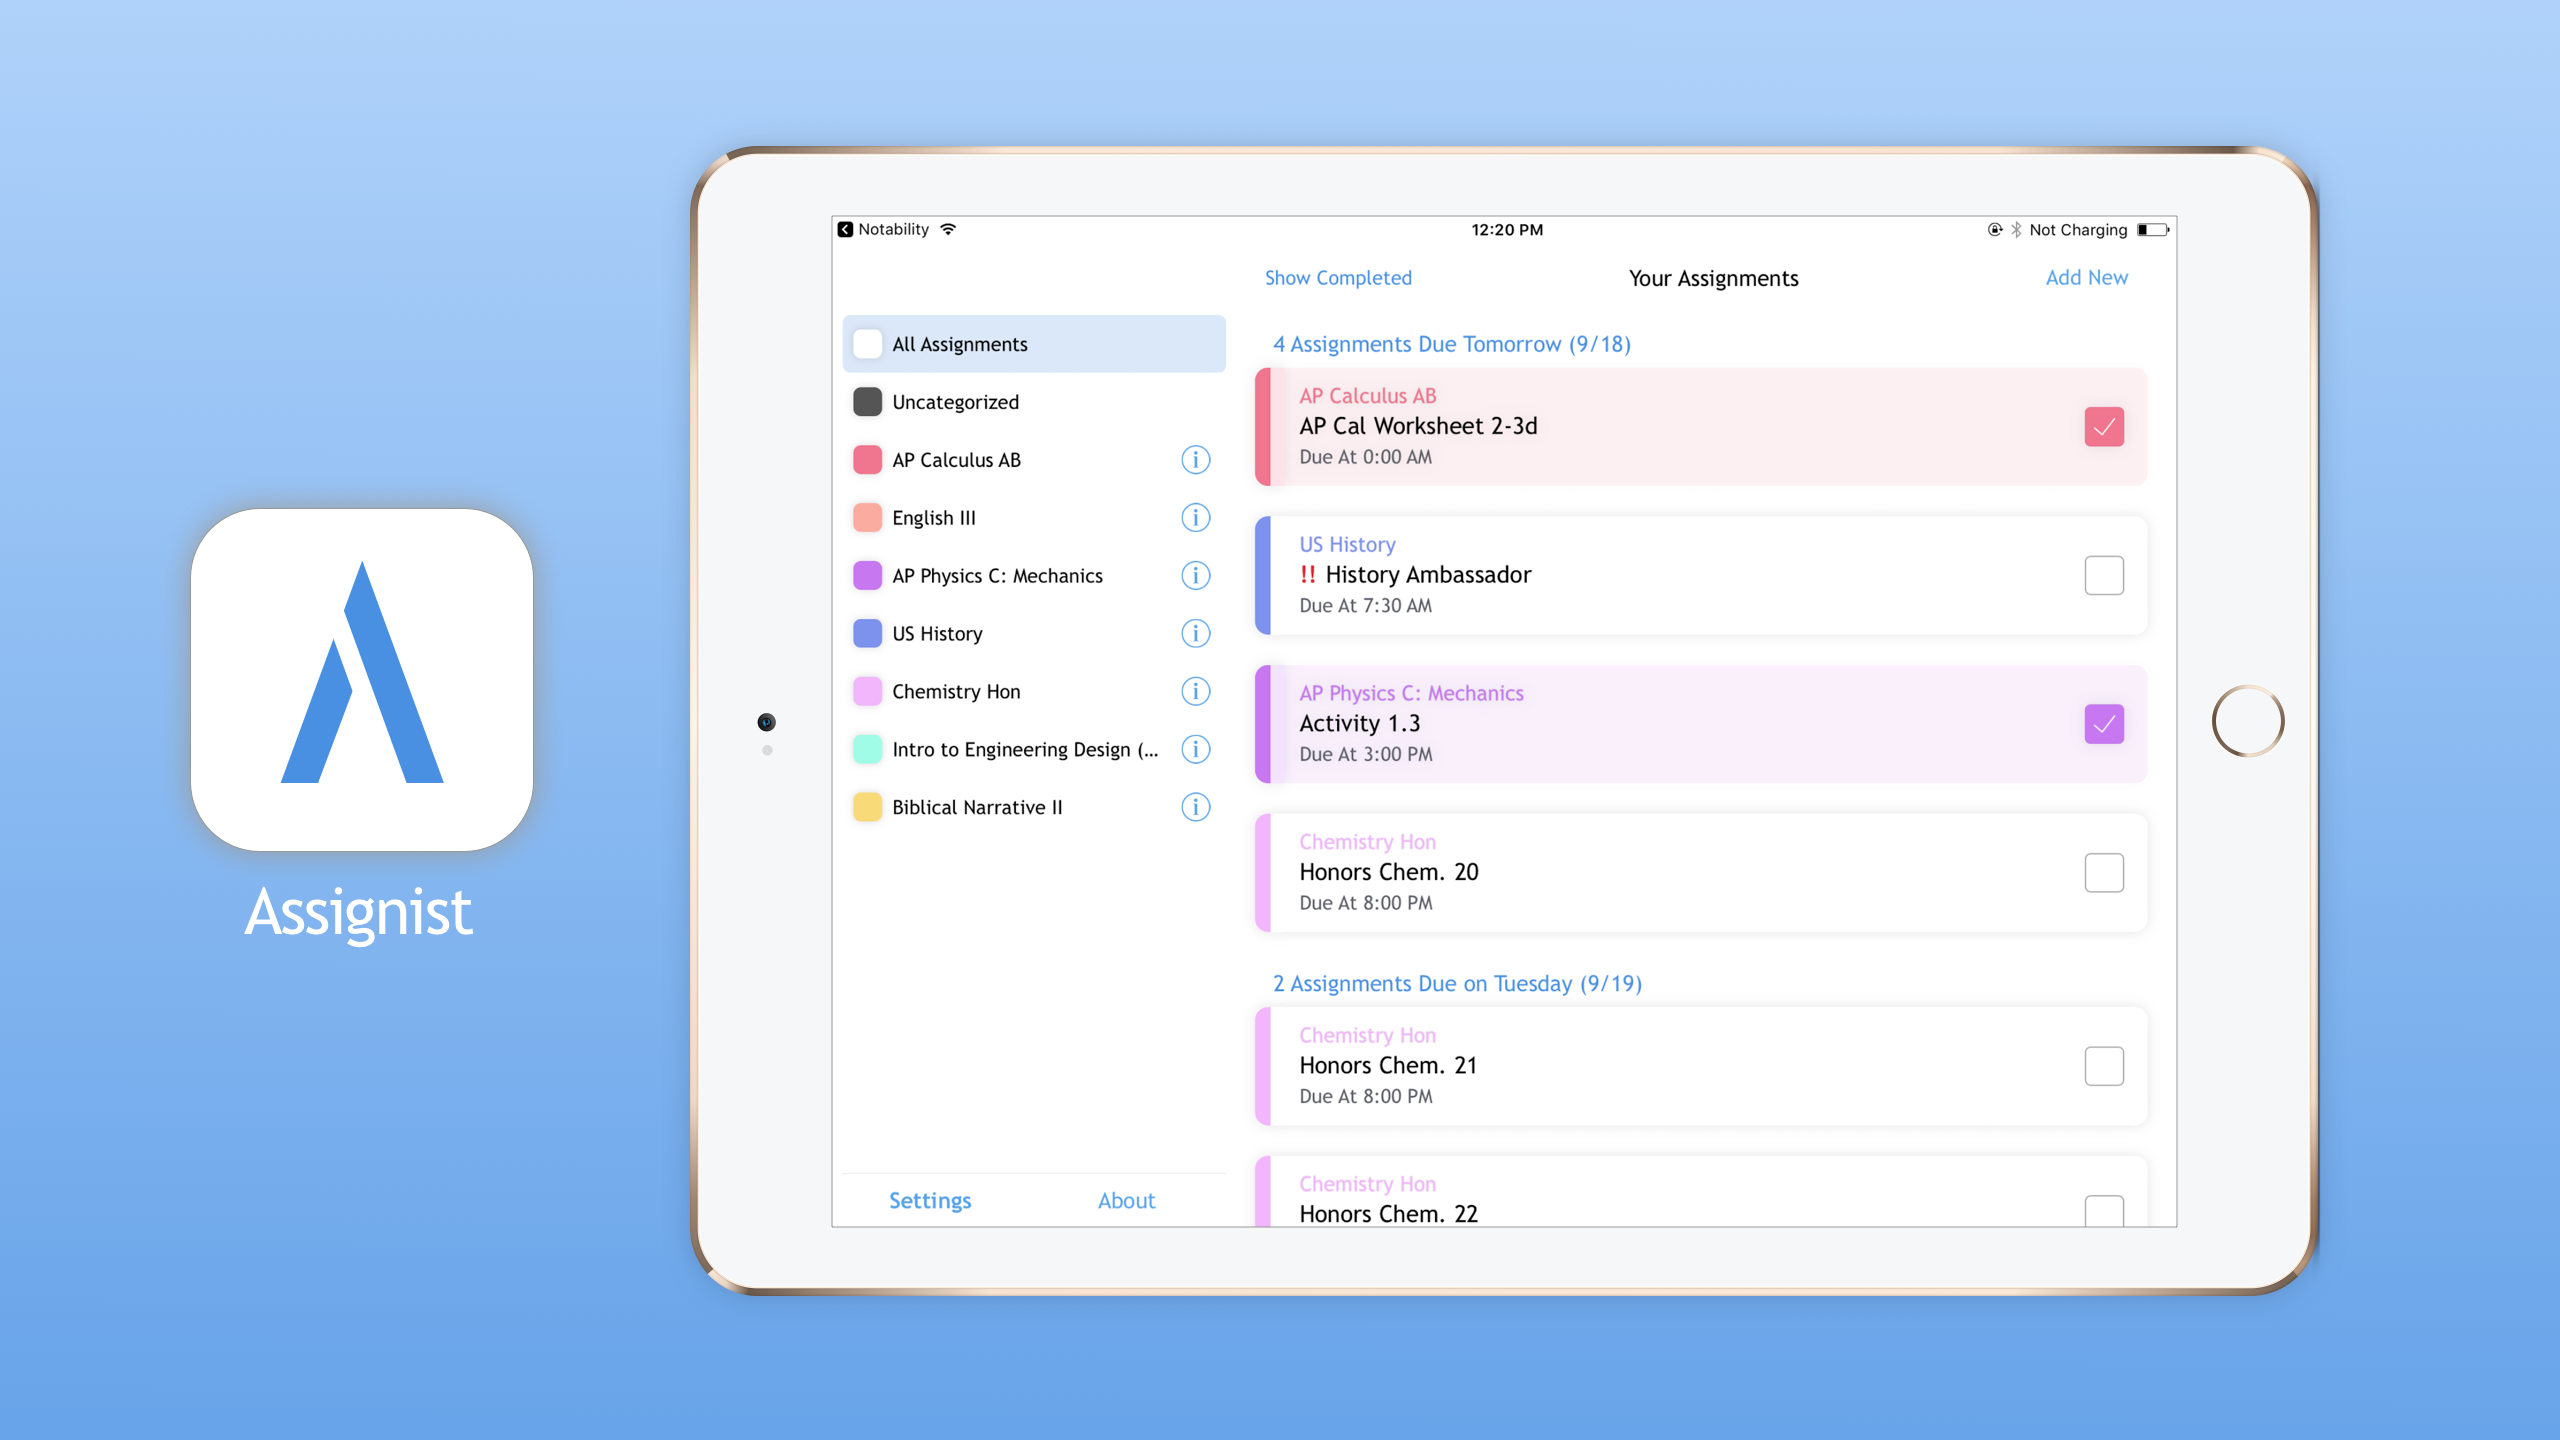 Assignist
Notability
12:20 PM
Not Charging
Show Completed
Your Assignments
Add New
All Assignments
Uncategorized
AP Calculus AB
English III
AP Physics C: Mechanics
US History
Chemistry Hon
Intro to Engineering Design (...
Biblical Narrative II
Settings
About
4 Assignments Due Tomorrow (9/18)
AP Calculus AB
AP Cal Worksheet 2-3d
Due At 0:00 AM
US History
!! History Ambassador
Due At 7:30 AM
AP Physics C: Mechanics
Activity 1.3
Due At 3:00 PM
Chemistry Hon
Honors Chem. 20
Due At 8:00 PM
2 Assignments Due on Tuesday (9/19)
Chemistry Hon
Honors Chem. 21
Due At 8:00 PM
Chemistry Hon
Honors Chem. 22